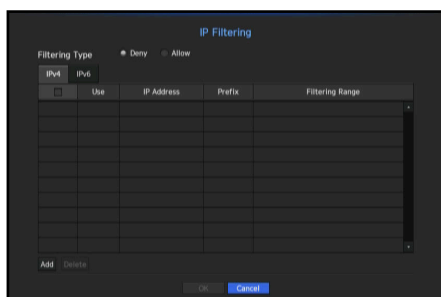 IP Filtering
Filtering Type Deny Allow
IPv4 IPv6
Use IP Address Prefix Filtering Range
Add Delete
OK Cancel